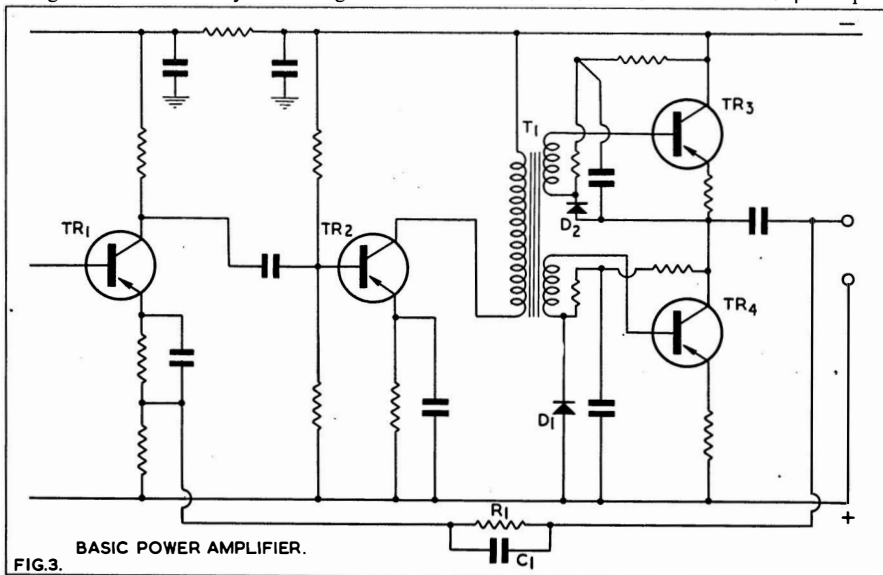 −
TR3
T1
D2
TR1
TR2
TR4
D1
+
R1
C1
BASIC POWER AMPLIFIER.
FIG.3.